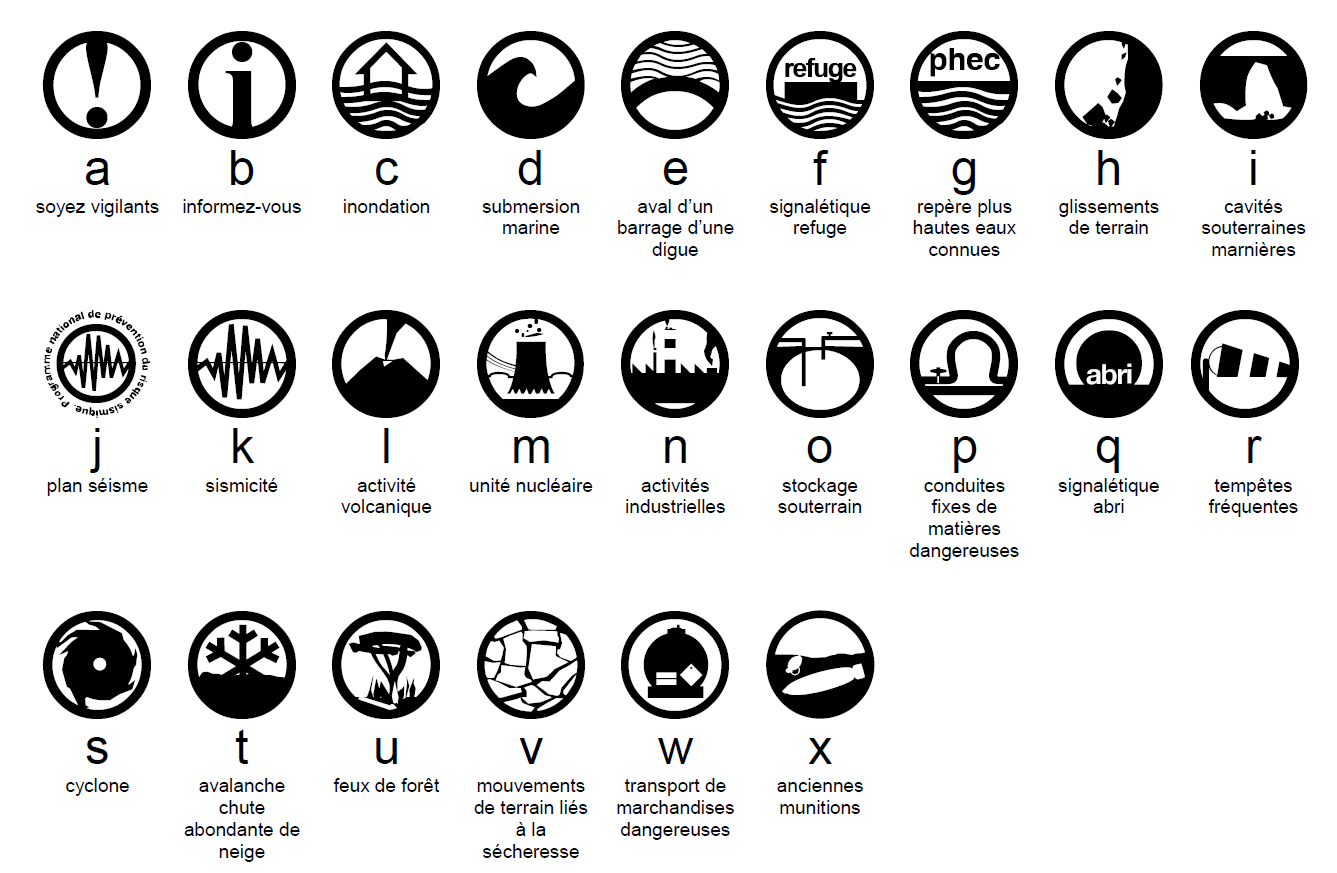 refuge
phec
a b c d e f g h i
soyez vigilants informez-vous inondation submersion aval d’un signalétique repère plus glissements cavités
marine barrage d’une refuge hautes eaux de terrain souterraines
digue connues marnières
Programme national de prévention du risque sismique.
abri
j k l m n o p q r
plan séisme sismicité activité unité nucléaire activités stockage conduites signalétique tempêtes
volcanique industrielles souterrain fixes de abri fréquentes
matières
dangereuses
s t u v w x
cyclone avalanche feux de forêt mouvements transport de anciennes
chute de terrain liés marchandises munitions
abondante de à la dangereuses
neige sécheresse